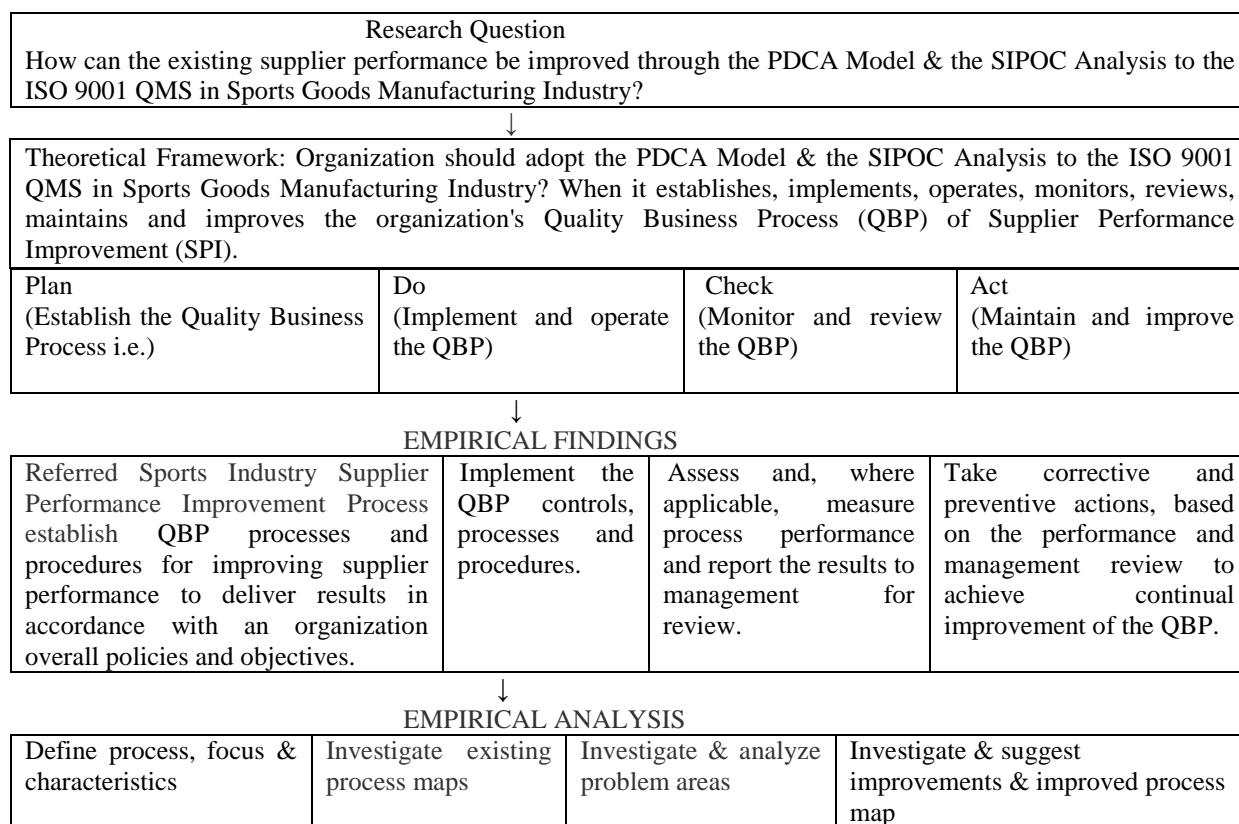 Research Question
How can the existing supplier performance be improved through the PDCA Model & the SIPOC Analysis to the
ISO 9001 QMS in Sports Goods Manufacturing Industry?
↓
Theoretical Framework: Organization should adopt the PDCA Model & the SIPOC Analysis to the ISO 9001
QMS in Sports Goods Manufacturing Industry? When it establishes, implements, operates, monitors, reviews,
maintains and improves the organization's Quality Business Process (QBP) of Supplier Performance
Improvement (SPI).
Plan
(Establish the Quality Business
Process i.e.)
Do
(Implement and operate
the QBP)
Check
(Monitor and review
the QBP)
Act
(Maintain and improve
the QBP)
↓
EMPIRICAL FINDINGS
Referred Sports Industry Supplier
Performance Improvement Process
establish QBP processes and
procedures for improving supplier
performance to deliver results in
accordance with an organization
overall policies and objectives.
Implement the
QBP controls,
processes and
procedures.
Assess and, where
applicable, measure
process performance
and report the results to
management for
review.
Take corrective and
preventive actions, based
on the performance and
management review to
achieve continual
improvement of the QBP.
↓
EMPIRICAL ANALYSIS
Define process, focus &
characteristics
Investigate existing
process maps
Investigate & analyze
problem areas
Investigate & suggest
improvements & improved process
map